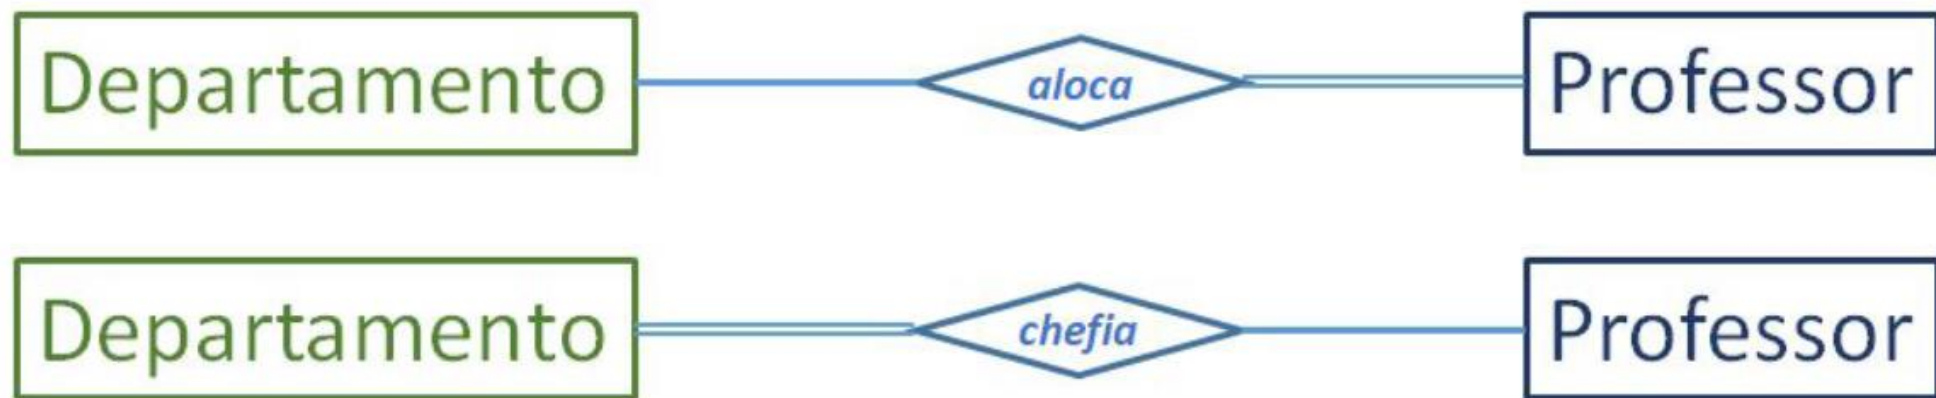 Departamento aloca Professor
Departamento chefia Professor